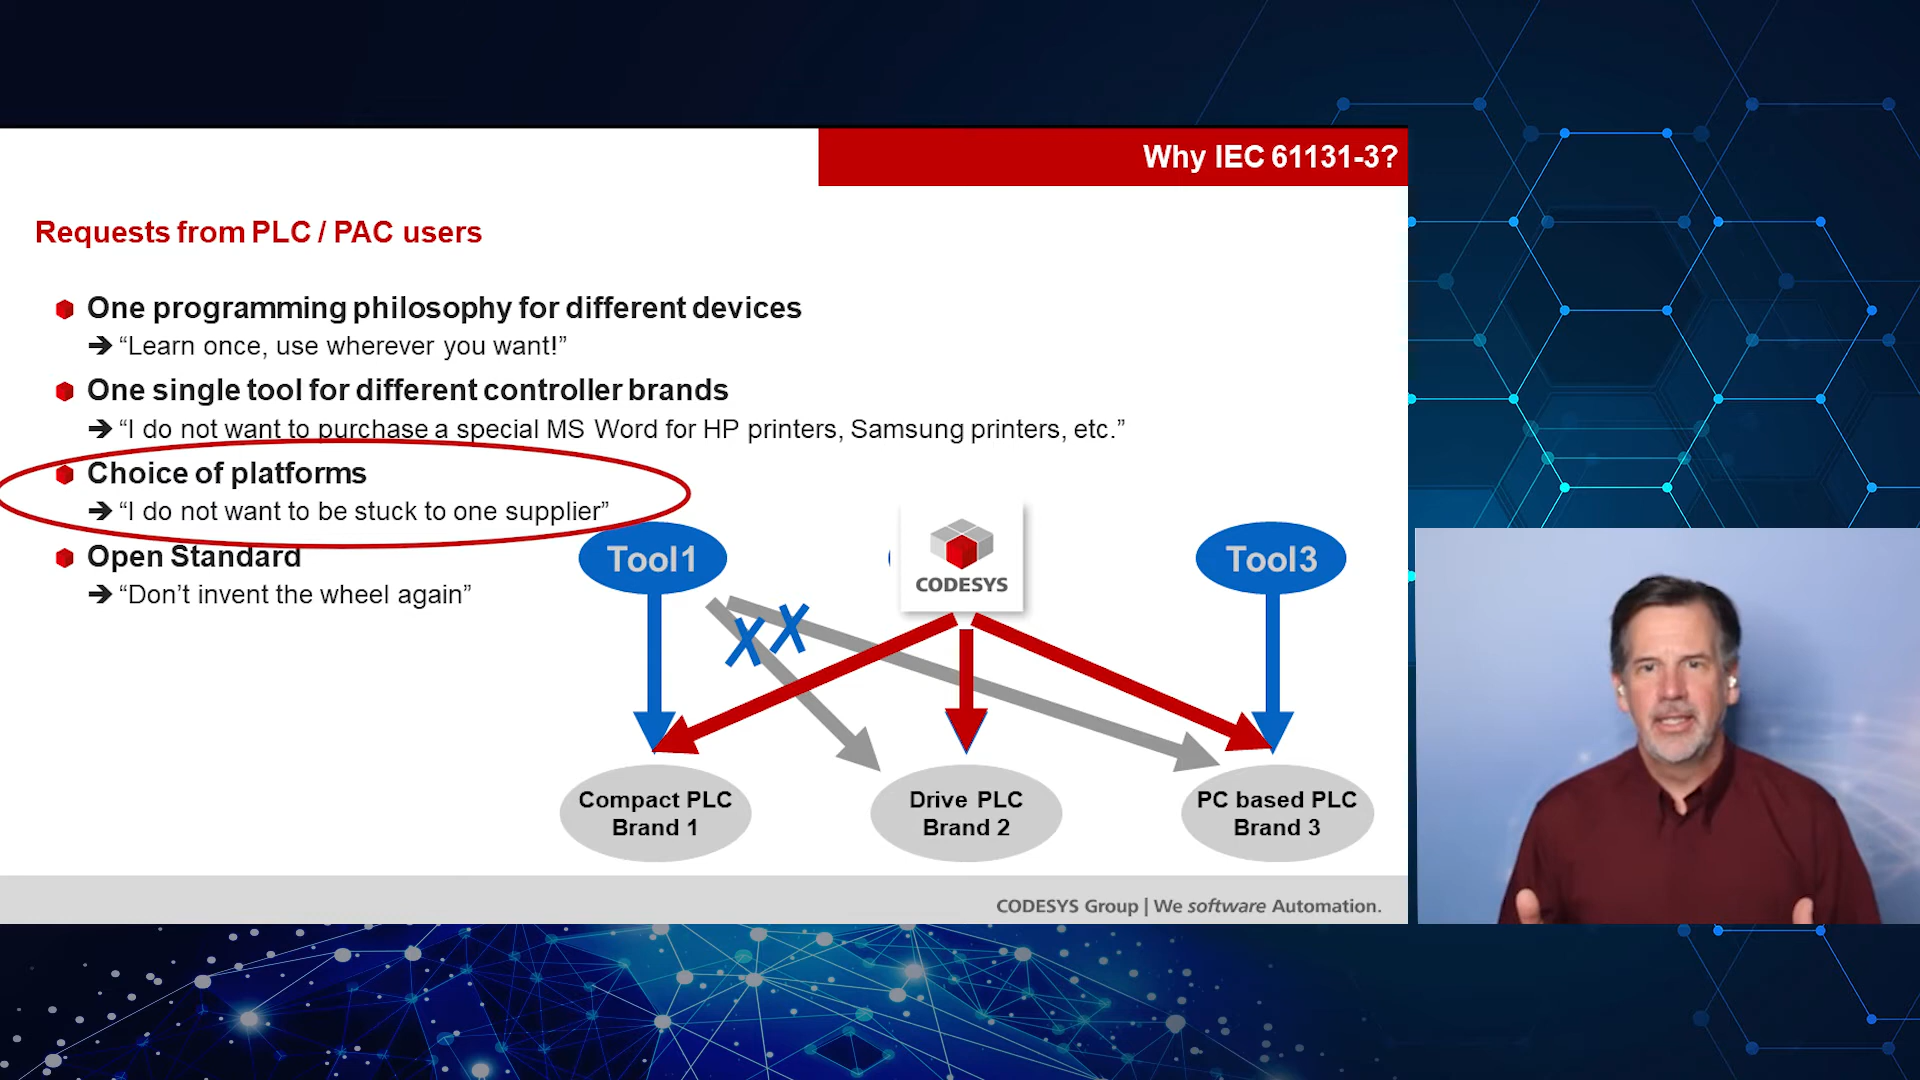 Why IEC 61131-3?
Requests from PLC / PAC users
One programming philosophy for different devices
➔ “Learn once, use wherever you want!”
One single tool for different controller brands
➔ “I do not want to purchase a special MS Word for HP printers, Samsung printers, etc.”
Choice of platforms
➔ “I do not want to be stuck to one supplier”
Open Standard
➔ “Don’t invent the wheel again”
Tool1
CODESYS
Tool3
X X
Compact PLC
Brand 1
Drive PLC
Brand 2
PC based PLC
Brand 3
CODESYS Group | We software Automation.